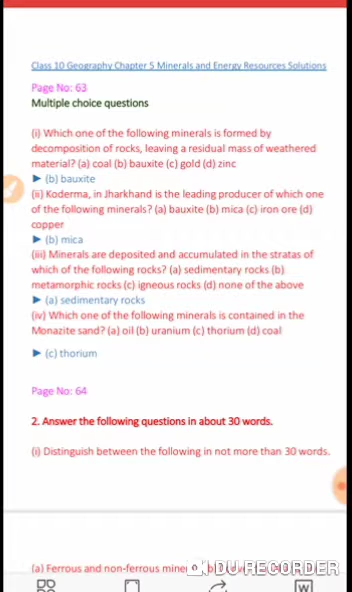 Class 10 Geography Chapter 5 Minerals and Energy Resources Solutions
Page No: 63
Multiple choice questions
(i) Which one of the following minerals is formed by
decomposition of rocks, leaving a residual mass of weathered
material? (a) coal (b) bauxite (c) gold (d) zinc
► (b) bauxite
(ii) Koderma, in Jharkhand is the leading producer of which one
of the following minerals? (a) bauxite (b) mica (c) iron ore (d)
copper
► (b) mica
(iii) Minerals are deposited and accumulated in the stratas of
which of the following rocks? (a) sedimentary rocks (b)
metamorphic rocks (c) igneous rocks (d) none of the above
► (a) sedimentary rocks
(iv) Which one of the following minerals is contained in the
Monazite sand? (a) oil (b) uranium (c) thorium (d) coal
► (c) thorium
Page No: 64
2. Answer the following questions in about 30 words.
(i) Distinguish between the following in not more than 30 words.
(a) Ferrous and non-ferrous
DU RECORDER
W